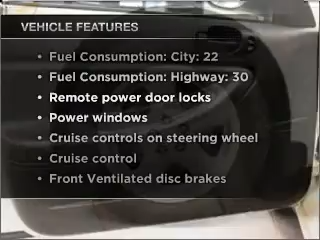 VEHICLE FEATURES
• Fuel Consumption: City: 22
• Fuel Consumption: Highway: 30
• Remote power door locks
• Power windows
• Cruise controls on steering wheel
• Cruise control
• Front Ventilated disc brakes